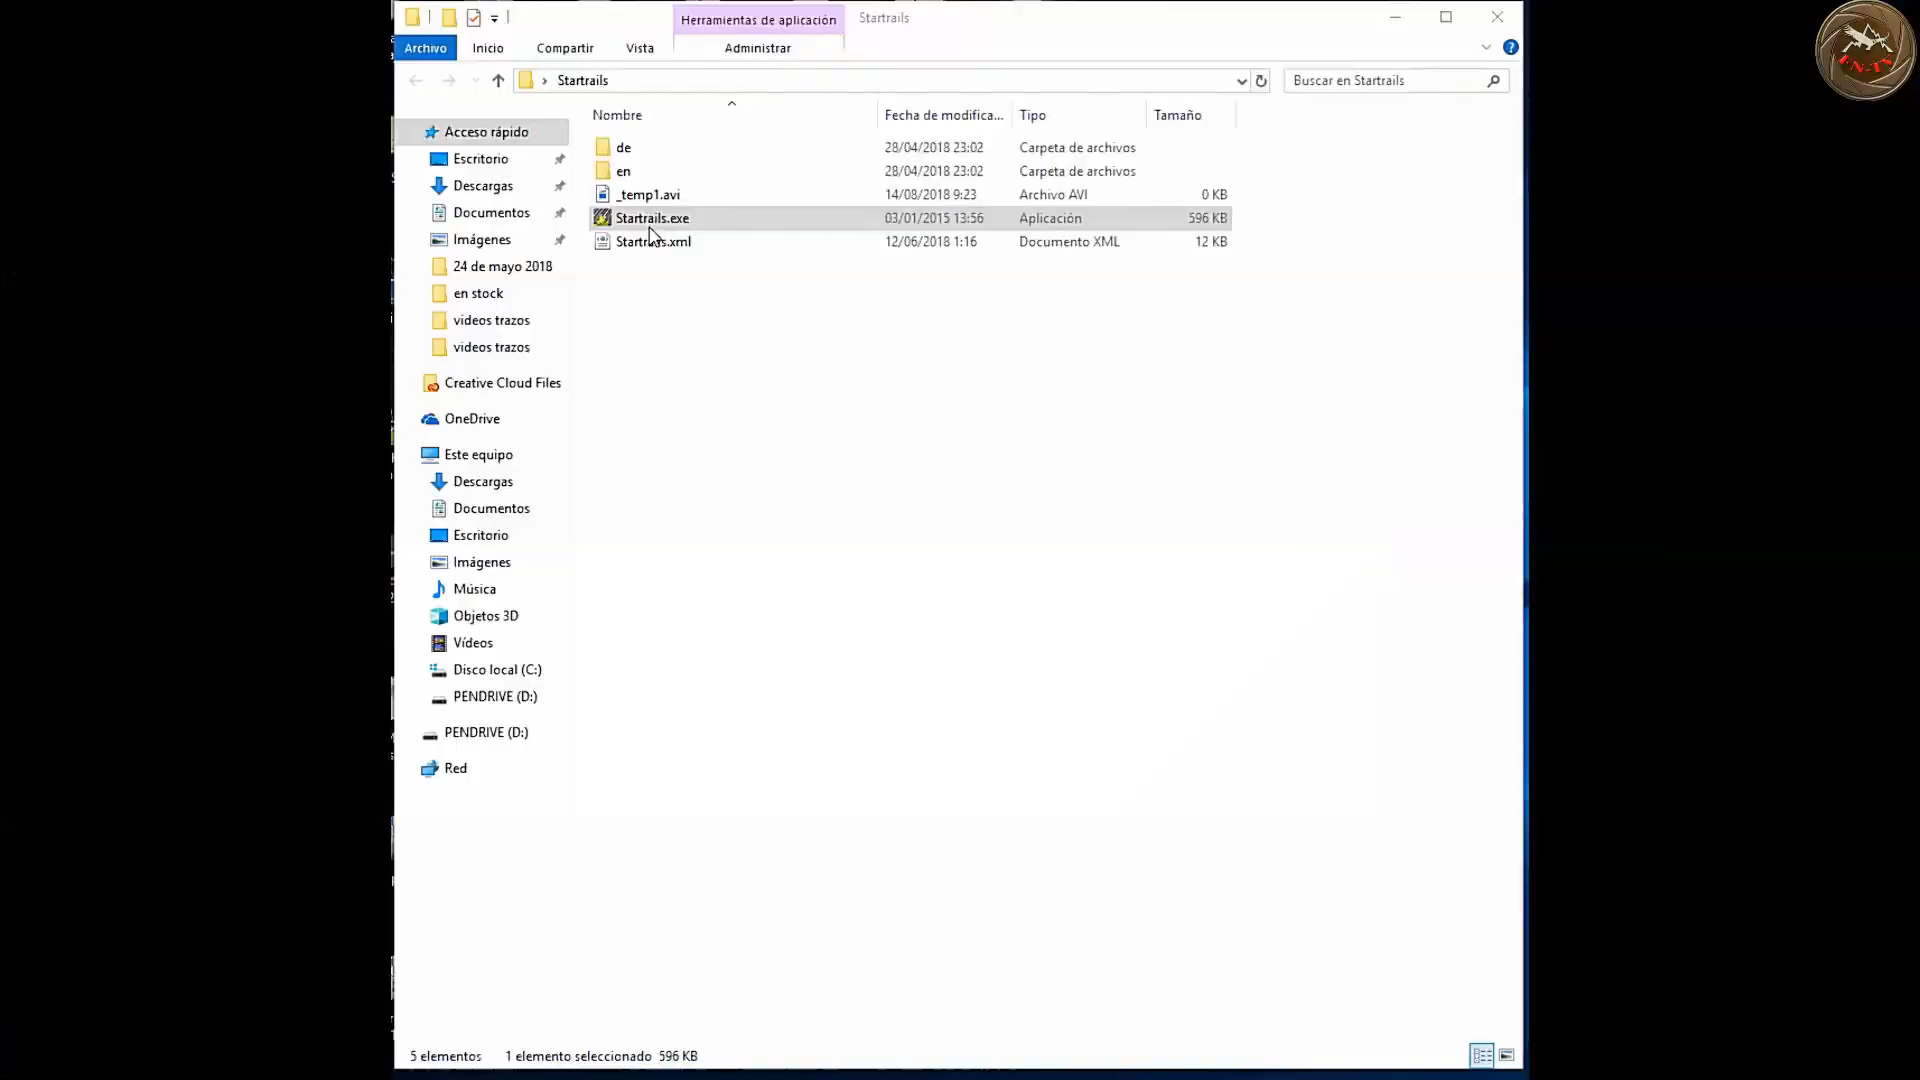 Herramientas de aplicación Startrails
Archivo Inicio Compartir Vista Administrar
Startrails Buscar en Startrails
Nombre Fecha de modifica... Tipo Tamaño
de 28/04/2018 23:02 Carpeta de archivos
en 28/04/2018 23:02 Carpeta de archivos
_temp1.avi 14/08/2018 9:23 Archivo AVI 0 KB
Startrails.exe 03/01/2015 13:56 Aplicación 596 KB
Startrails.xml 12/06/2018 1:16 Documento XML 12 KB
Acceso rápido
Escritorio
Descargas
Documentos
Imágenes
24 de mayo 2018
en stock
videos trazos
videos trazos
Creative Cloud Files
OneDrive
Este equipo
Descargas
Documentos
Escritorio
Imágenes
Música
Objetos 3D
Vídeos
Disco local (C:)
PENDRIVE (D:)
PENDRIVE (D:)
Red
5 elementos 1 elemento seleccionado 596 KB